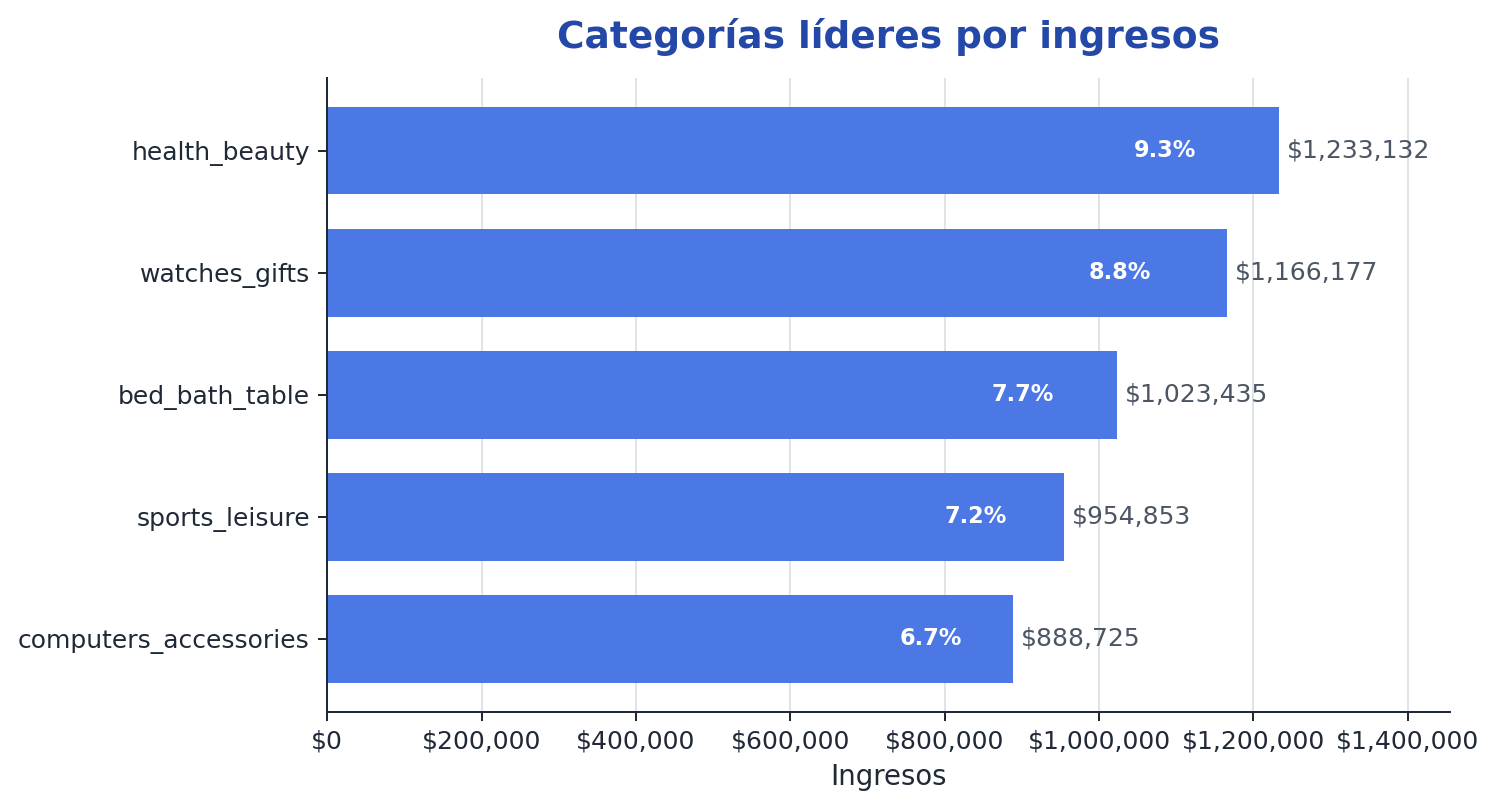 Categorías líderes por ingresos
health_beauty 9.3% $1,233,132
watches_gifts 8.8% $1,166,177
bed_bath_table 7.7% $1,023,435
sports_leisure 7.2% $954,853
computers_accessories 6.7% $888,725
$0 $200,000 $400,000 $600,000 $800,000 $1,000,000 $1,200,000 $1,400,000
Ingresos